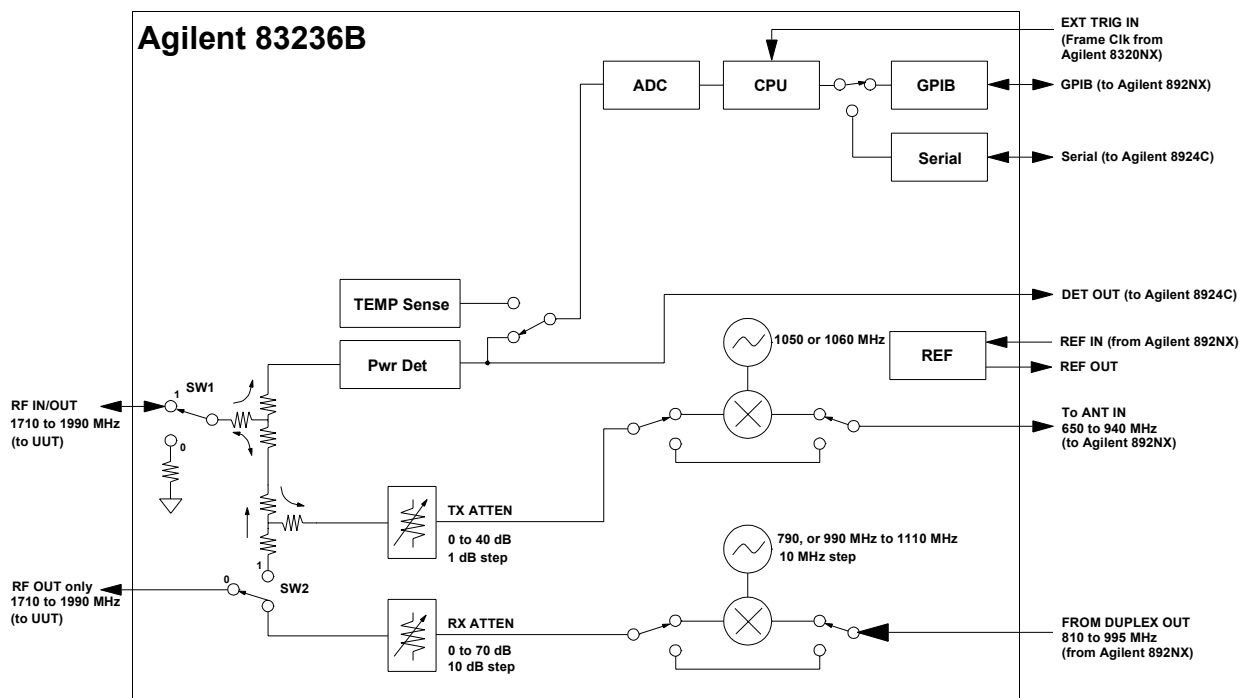 Agilent 83236B
EXT TRIG IN
(Frame Clk from
Agilent 8320NX)
ADC
CPU
GPIB
GPIB (to Agilent 892NX)
Serial
Serial (to Agilent 8924C)
TEMP Sense
DET OUT (to Agilent 8924C)
Pwr Det
1050 or 1060 MHz
REF
REF IN (from Agilent 892NX)
REF OUT
SW1
1
0
RF IN/OUT
1710 to 1990 MHz
(to UUT)
To ANT IN
650 to 940 MHz
(to Agilent 892NX)
TX ATTEN
0 to 40 dB
1 dB step
790, or 990 MHz to 1110 MHz
10 MHz step
RF OUT only
1710 to 1990 MHz
(to UUT)
0
1
SW2
RX ATTEN
0 to 70 dB
10 dB step
FROM DUPLEX OUT
810 to 995 MHz
(from Agilent 892NX)